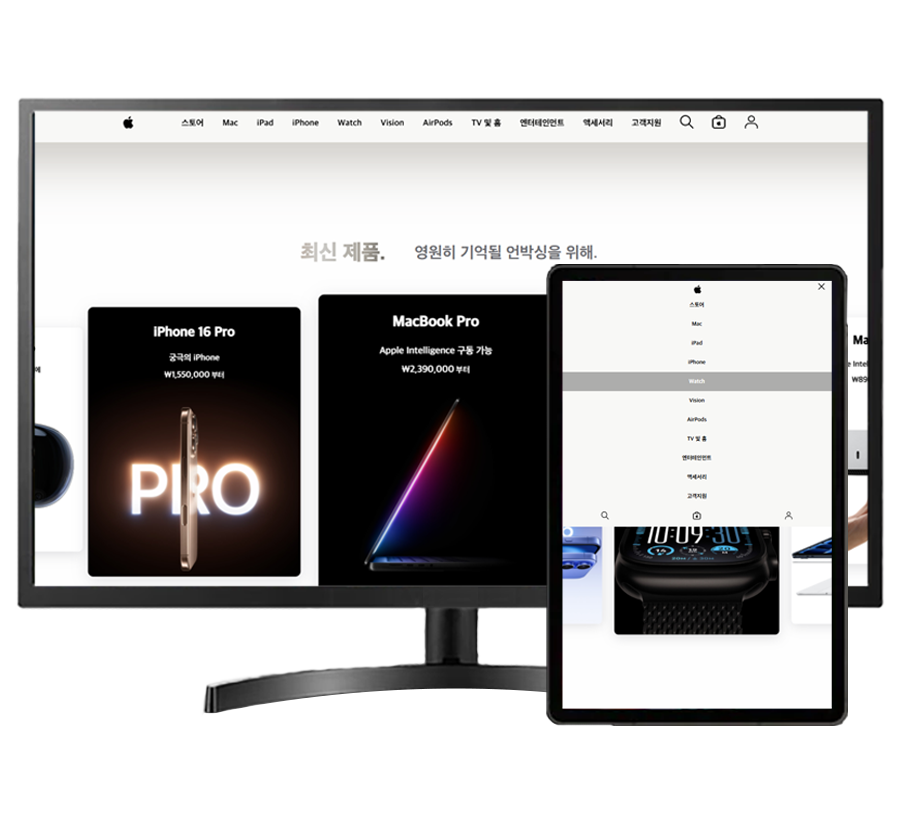 스토어 Mac iPad iPhone Watch Vision AirPods TV 및 홈 엔터테인먼트 액세서리 고객지원
최신 제품. 영원히 기억될 언박싱을 위해.
iPhone 16 Pro
궁극의 iPhone
₩1,550,000 부터
PRO
MacBook Pro
Apple Intelligence 구동 가능
₩2,390,000 부터
스토어
Mac
iPad
iPhone
Watch
Vision
AirPods
TV 및 홈
엔터테인먼트
액세서리
고객지원
10:09 30
Ma
e Intel
₩89